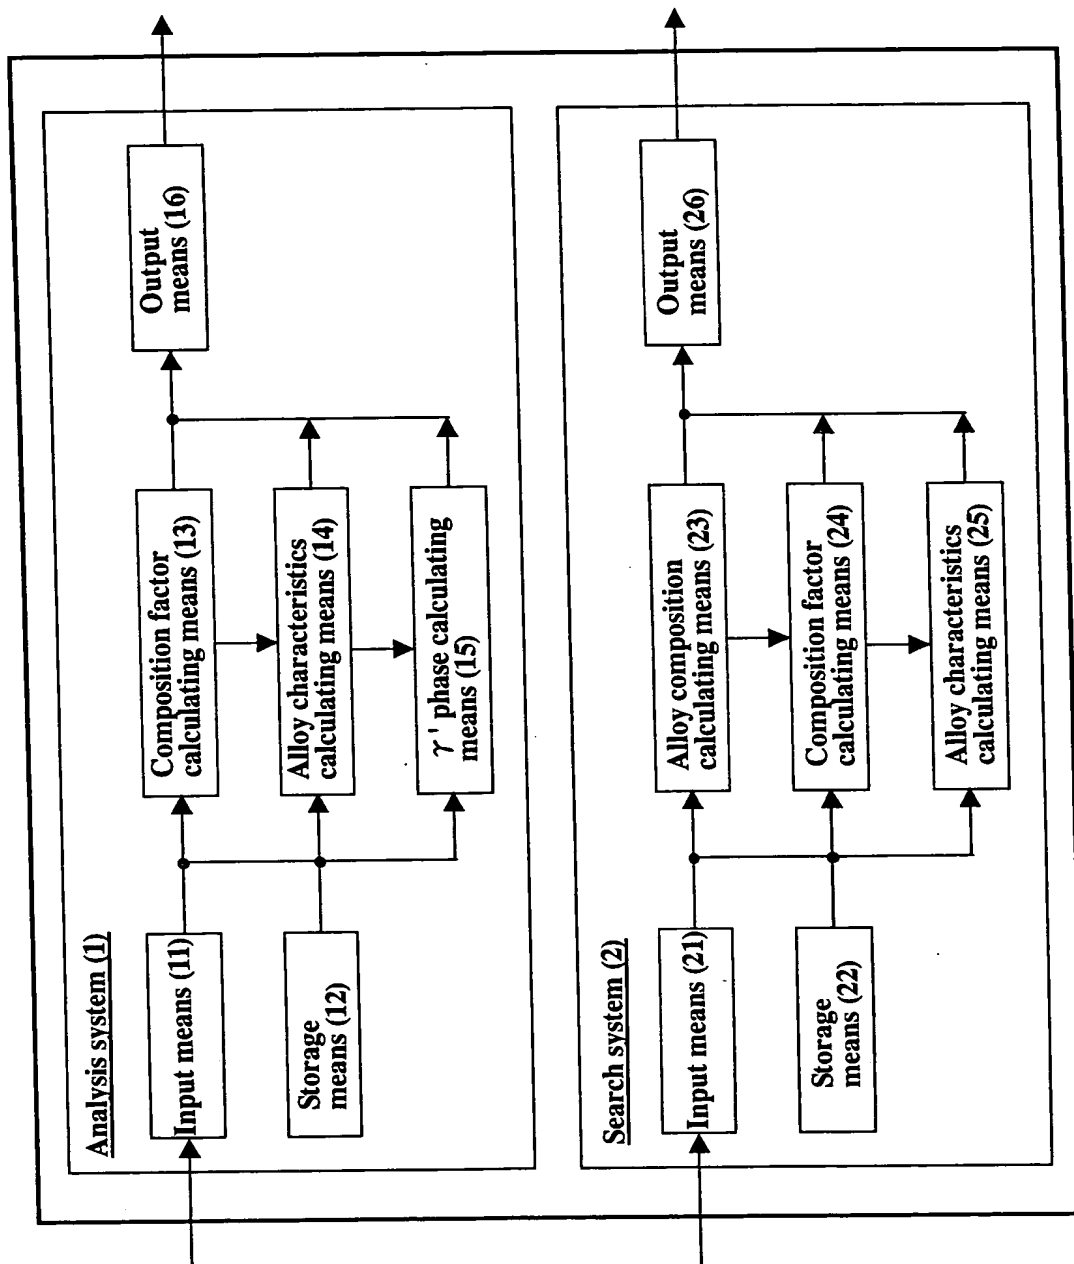 Analysis system (1)
Input means (11)
Storage
means (12)
Composition factor
calculating means (13)
Alloy characteristics
calculating means (14)
γ' phase calculating
means (15)
Output
means (16)
Search system (2)
Input means (21)
Storage
means (22)
Alloy composition
calculating means (23)
Composition factor
calculating means (24)
Alloy characteristics
calculating means (25)
Output
means (26)